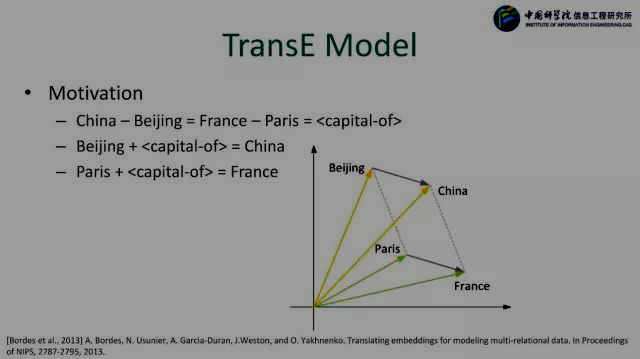 中国科学院 信息工程研究所
INSTITUTE OF INFORMATION ENGINEERING,CAS
TransE Model
• Motivation
– China – Beijing = France – Paris = <capital-of>
– Beijing + <capital-of> = China
– Paris + <capital-of> = France
Beijing
China
Paris
France
[Bordes et al., 2013] A. Bordes, N. Usunier, A. Garcia-Duran, J.Weston, and O. Yakhnenko. Translating embeddings for modeling multi-relational data. In Proceedings
of NIPS, 2787-2795, 2013.